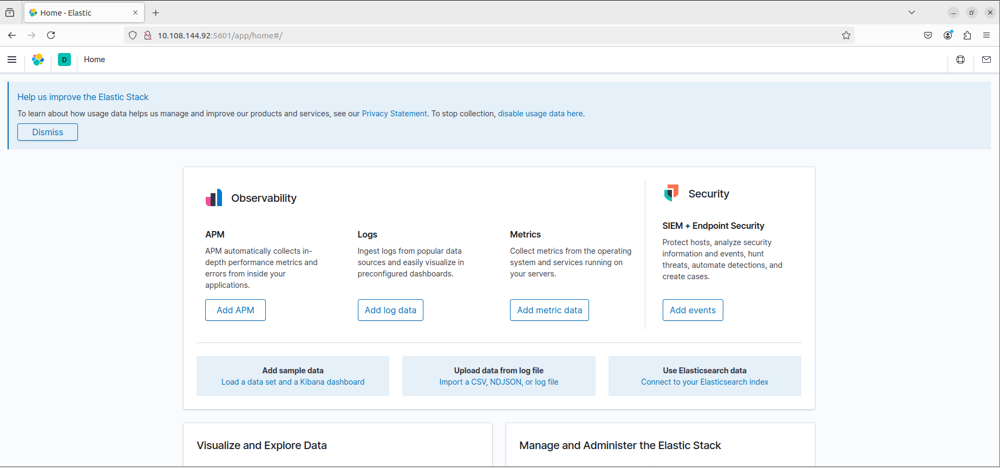 Home - Elastic
10.108.144.92:5601/app/home#/
D
Home
Help us improve the Elastic Stack
To learn about how usage data helps us manage and improve our products and services, see our Privacy Statement. To stop collection, disable usage data here.
Dismiss
Observability
APM
APM automatically collects in-
depth performance metrics and
errors from inside your
applications.
Add APM
Logs
Ingest logs from popular data
sources and easily visualize in
preconfigured dashboards.
Add log data
Metrics
Collect metrics from the operating
system and services running on
your servers.
Add metric data
Security
SIEM + Endpoint Security
Protect hosts, analyze security
information and events, hunt
threats, automate detections, and
create cases.
Add events
Add sample data
Load a data set and a Kibana dashboard
Upload data from log file
Import a CSV, NDJSON, or log file
Use Elasticsearch data
Connect to your Elasticsearch index
Visualize and Explore Data
Manage and Administer the Elastic Stack